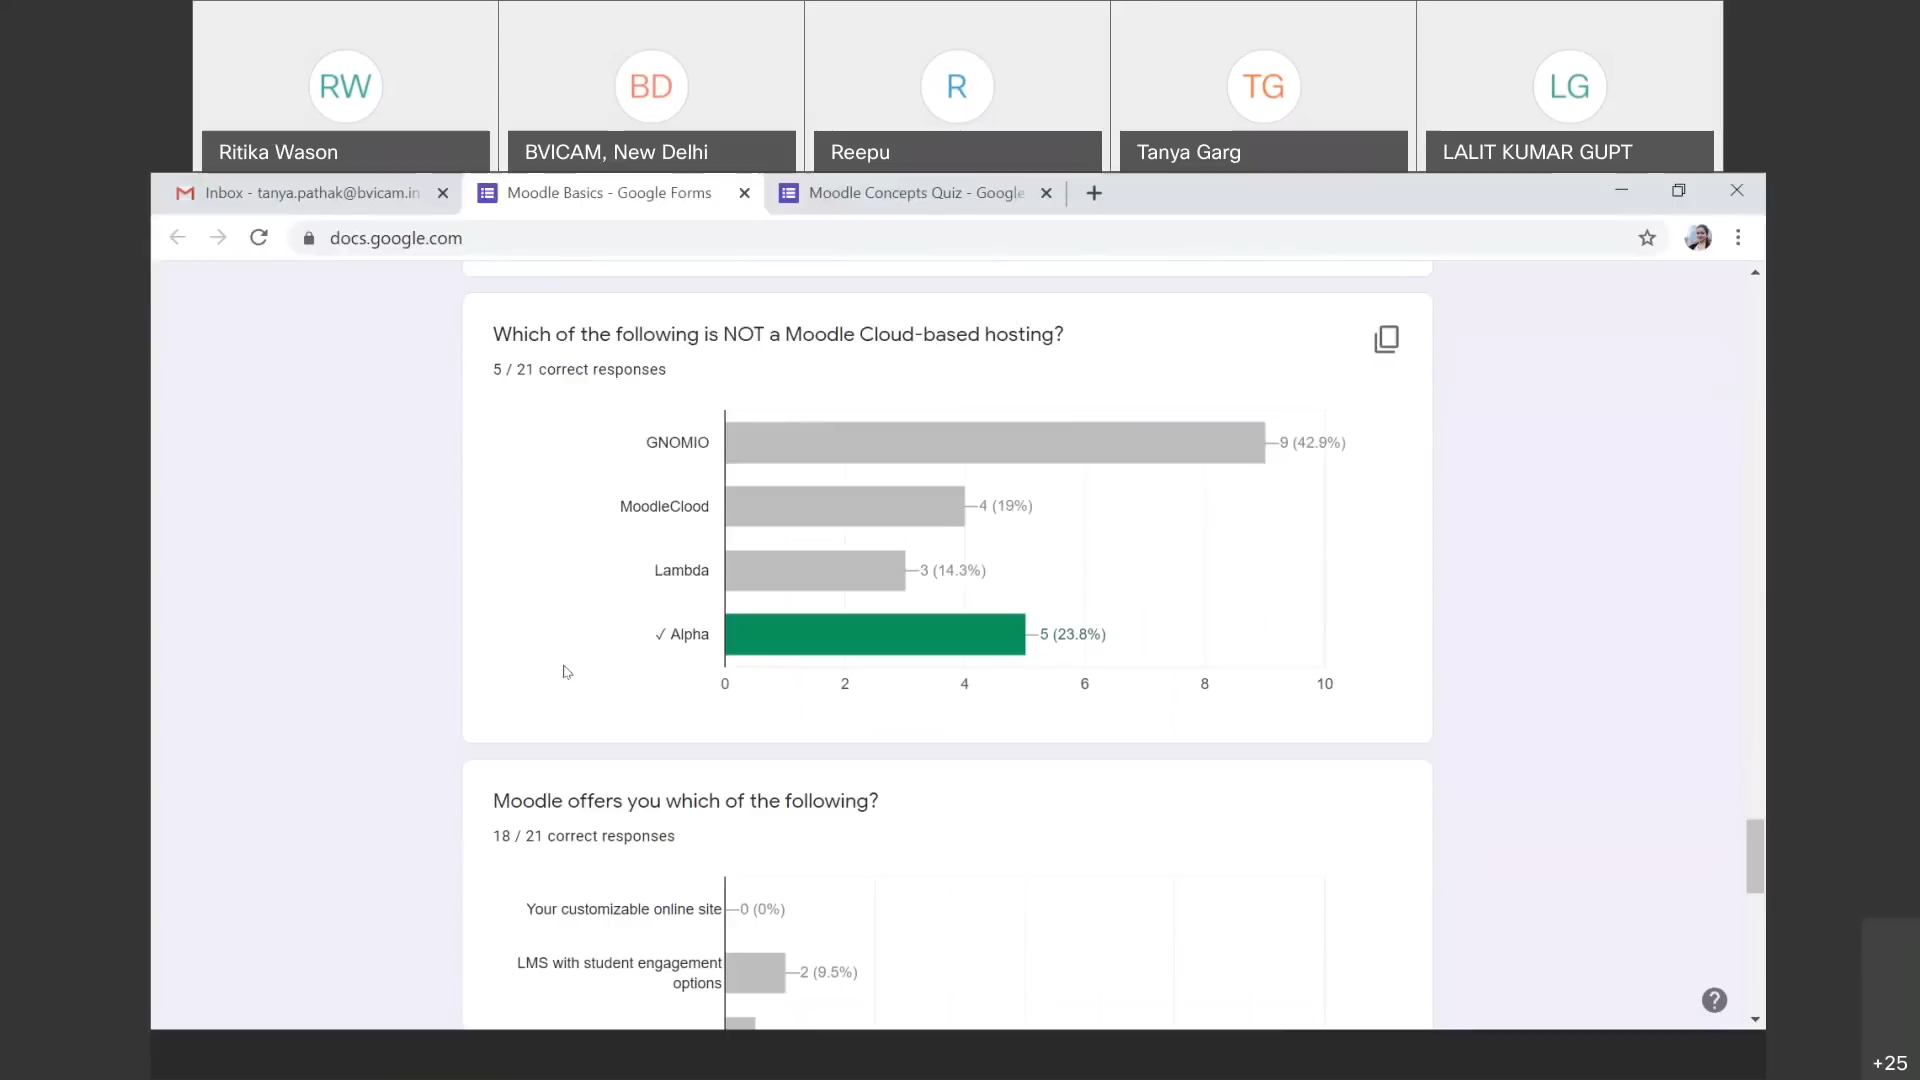 RW
BD
R
TG
LG
Ritika Wason
BVICAM, New Delhi
Reepu
Tanya Garg
LALIT KUMAR GUPT
Inbox - tanya.pathak@bvicam.in
Moodle Basics - Google Forms
Moodle Concepts Quiz - Google
docs.google.com
Which of the following is NOT a Moodle Cloud-based hosting?
5 / 21 correct responses
GNOMIO
9 (42.9%)
MoodleClood
4 (19%)
Lambda
3 (14.3%)
✓ Alpha
5 (23.8%)
0 2 4 6 8 10
Moodle offers you which of the following?
18 / 21 correct responses
Your customizable online site
0 (0%)
LMS with student engagement
options
2 (9.5%)
+25